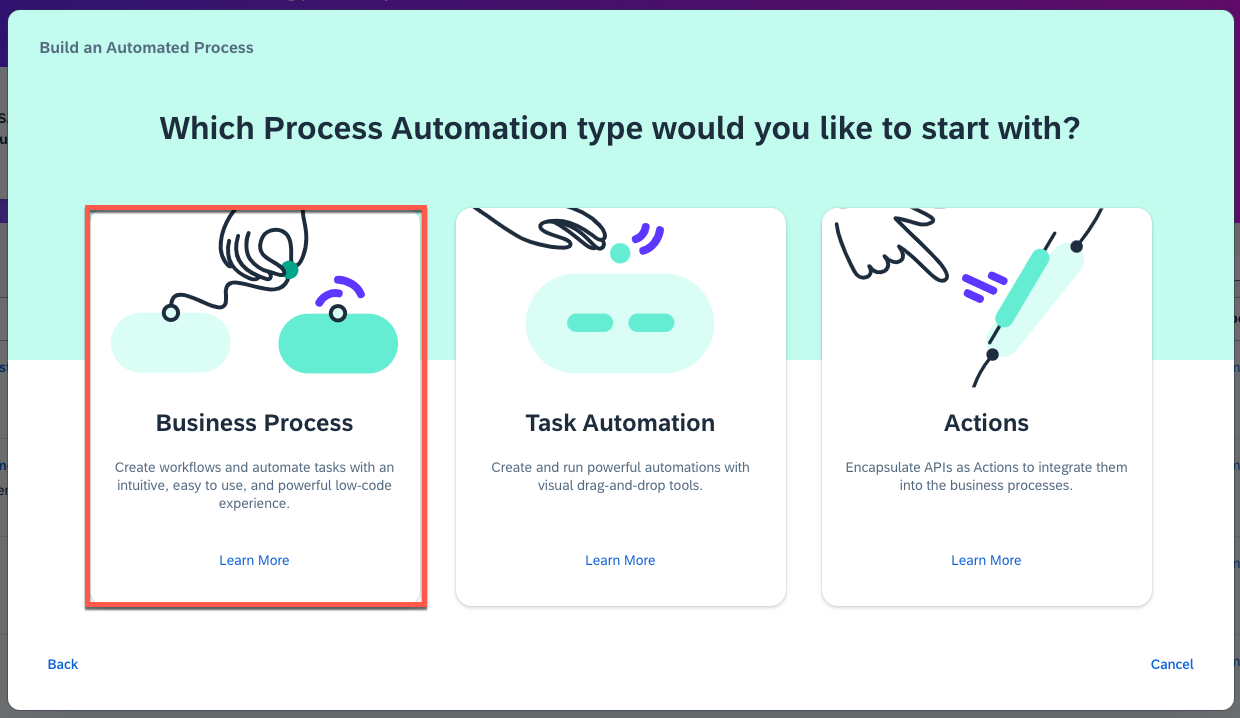 Build an Automated Process
Which Process Automation type would you like to start with?
Business Process
Create workflows and automate tasks with an
intuitive, easy to use, and powerful low-code
experience.
Learn More
Task Automation
Create and run powerful automations with
visual drag-and-drop tools.
Learn More
Actions
Encapsulate APIs as Actions to integrate them
into the business processes.
Learn More
Back
Cancel